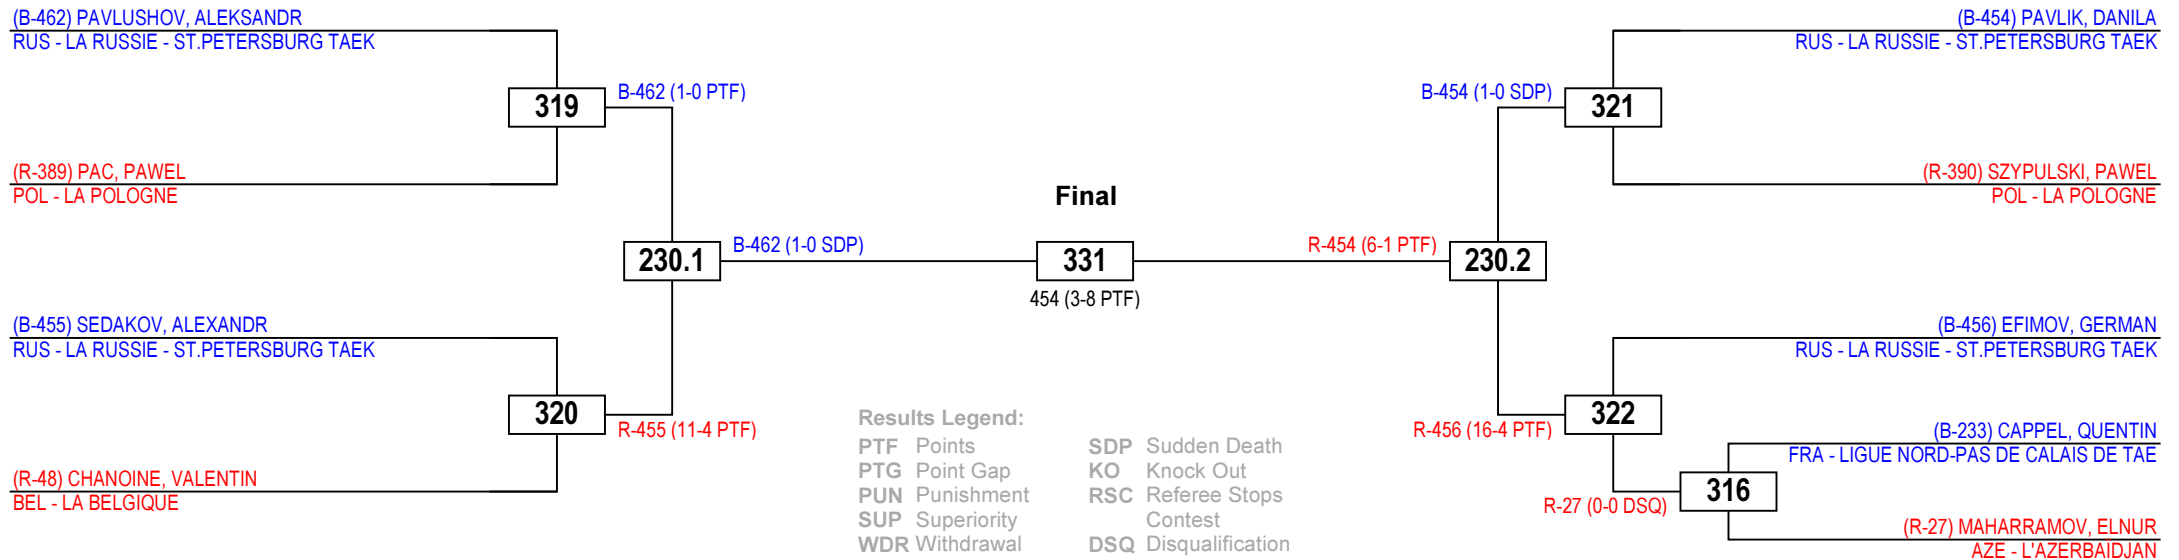 (B-462) PAVLUSHOV, ALEKSANDR
RUS - LA RUSSIE - ST.PETERSBURG TAEK
319
B-462 (1-0 PTF)
(R-389) PAC, PAWEL
POL - LA POLOGNE
230.1
B-462 (1-0 SDP)
(B-455) SEDAKOV, ALEXANDR
RUS - LA RUSSIE - ST.PETERSBURG TAEK
320
R-455 (11-4 PTF)
(R-48) CHANOINE, VALENTIN
BEL - LA BELGIQUE
Final
331
454 (3-8 PTF)
(B-454) PAVLIK, DANILA
RUS - LA RUSSIE - ST.PETERSBURG TAEK
B-454 (1-0 SDP)
321
(R-390) SZYPULSKI, PAWEL
POL - LA POLOGNE
R-454 (6-1 PTF)
230.2
(B-456) EFIMOV, GERMAN
RUS - LA RUSSIE - ST.PETERSBURG TAEK
322
R-456 (16-4 PTF)
(B-233) CAPPEL, QUENTIN
FRA - LIGUE NORD-PAS DE CALAIS DE TAE
316
R-27 (0-0 DSQ)
(R-27) MAHARRAMOV, ELNUR
AZE - L'AZERBAÏDJAN
Results Legend:
PTF Points
PTG Point Gap
PUN Punishment
SUP Superiority
WDR Withdrawal
SDP Sudden Death
KO Knock Out
RSC Referee Stops
Contest
DSQ Disqualification